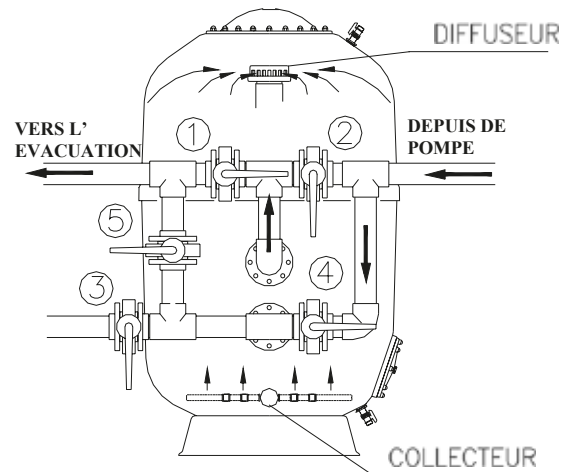 DIFFUSEUR
VERS L'
EVACUATION
1
2
DEPUIS DE
POMPE
5
4
3
COLLECTEUR